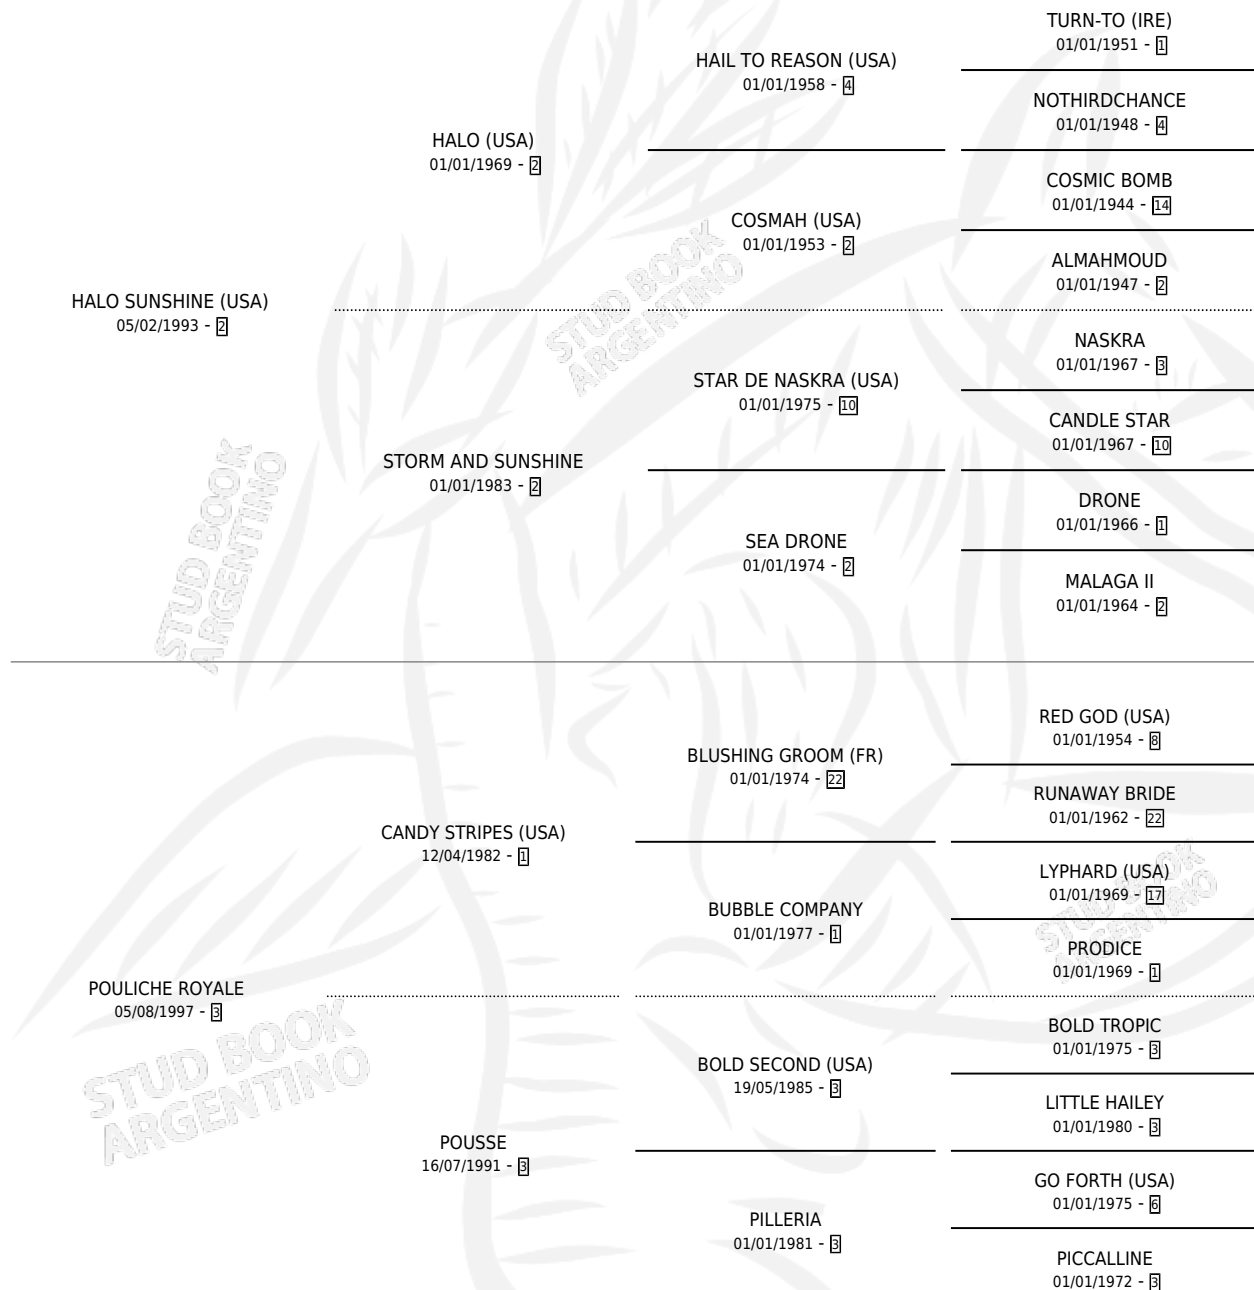 TURN-TO (IRE)
01/01/1951 - 1
HAIL TO REASON (USA)
01/01/1958 - 4
NOTHIRDCHANCE
01/01/1948 - 4
HALO (USA)
01/01/1969 - 2
COSMIC BOMB
01/01/1944 - 14
COSMAH (USA)
01/01/1953 - 2
ALMAHMOUD
01/01/1947 - 2
HALO SUNSHINE (USA)
05/02/1993 - 2
NASKRA
01/01/1967 - 3
STAR DE NASKRA (USA)
01/01/1975 - 10
CANDLE STAR
01/01/1967 - 10
STORM AND SUNSHINE
01/01/1983 - 2
DRONE
01/01/1966 - 1
SEA DRONE
01/01/1974 - 2
MALAGA II
01/01/1964 - 2
STUD BOOK
ARGENTINO
STUD BOOK
ARGENTINO
RED GOD (USA)
01/01/1954 - 8
BLUSHING GROOM (FR)
01/01/1974 - 22
RUNAWAY BRIDE
01/01/1962 - 22
CANDY STRIPES (USA)
12/04/1982 - 1
LYPHARD (USA)
01/01/1969 - 17
BUBBLE COMPANY
01/01/1977 - 1
PRODICE
01/01/1969 - 1
POULICHE ROYALE
05/08/1997 - 3
BOLD TROPIC
01/01/1975 - 3
BOLD SECOND (USA)
19/05/1985 - 3
LITTLE HAILEY
01/01/1980 - 3
POUSSE
16/07/1991 - 3
GO FORTH (USA)
01/01/1975 - 6
PILLERIA
01/01/1981 - 3
PICCALLINE
01/01/1972 - 3
STUD BOOK
ARGENTINO
STUD BOOK
ARGENTINO